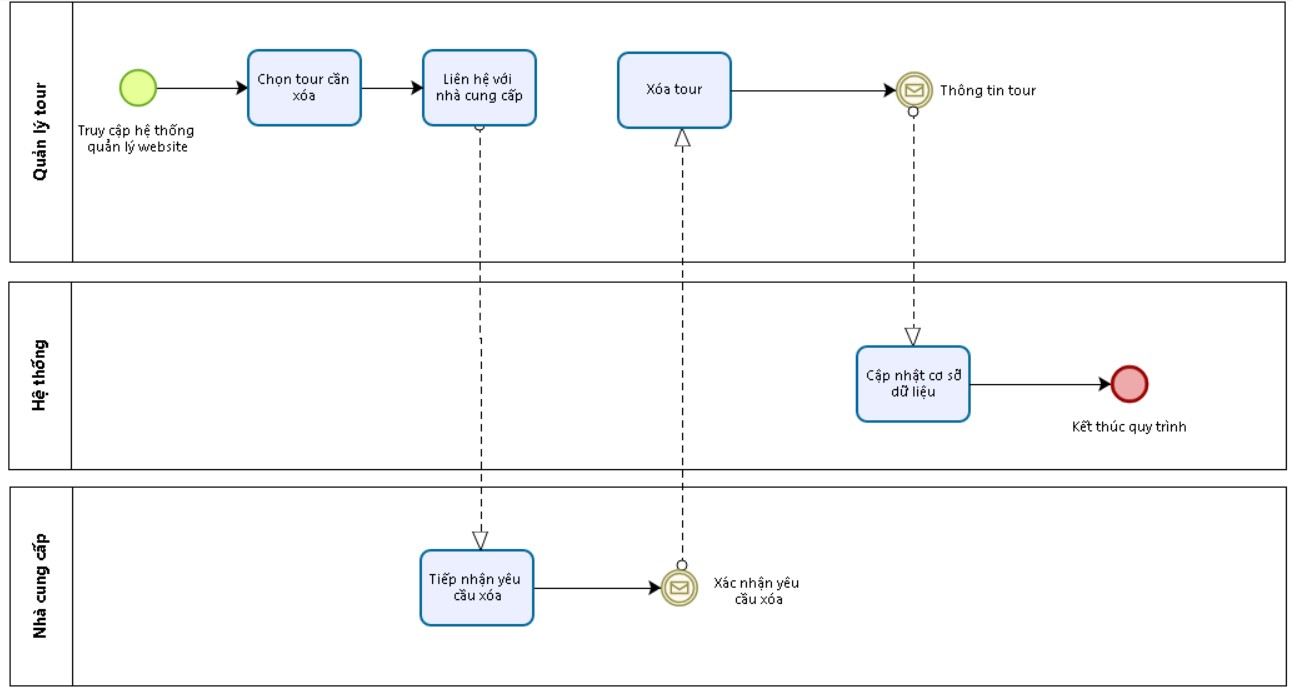 Quản lý tour
Truy cập hệ thống
quản lý website
Chọn tour cần
xóa
Liên hệ với
nhà cung cấp
Xóa tour
Thông tin tour
Hệ thống
Cập nhật cơ sỡ
dữ liệu
Kết thúc quy trình
Nhà cung cấp
Tiếp nhận yêu
cầu xóa
Xác nhận yêu
cầu xóa